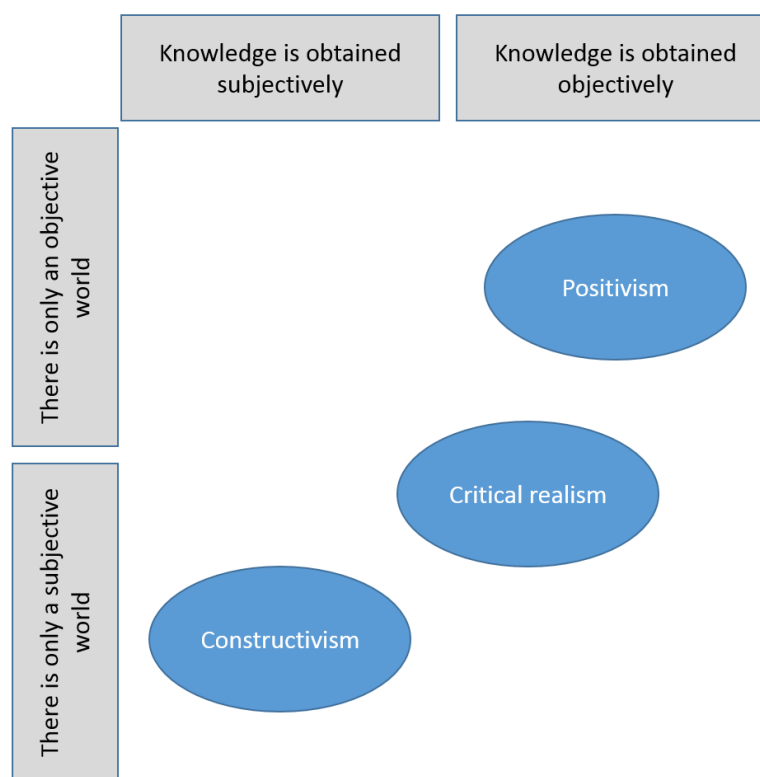 Knowledge is obtained
subjectively
Knowledge is obtained
objectively
There is only an objective
world
Positivism
Critical realism
There is only a subjective
world
Constructivism